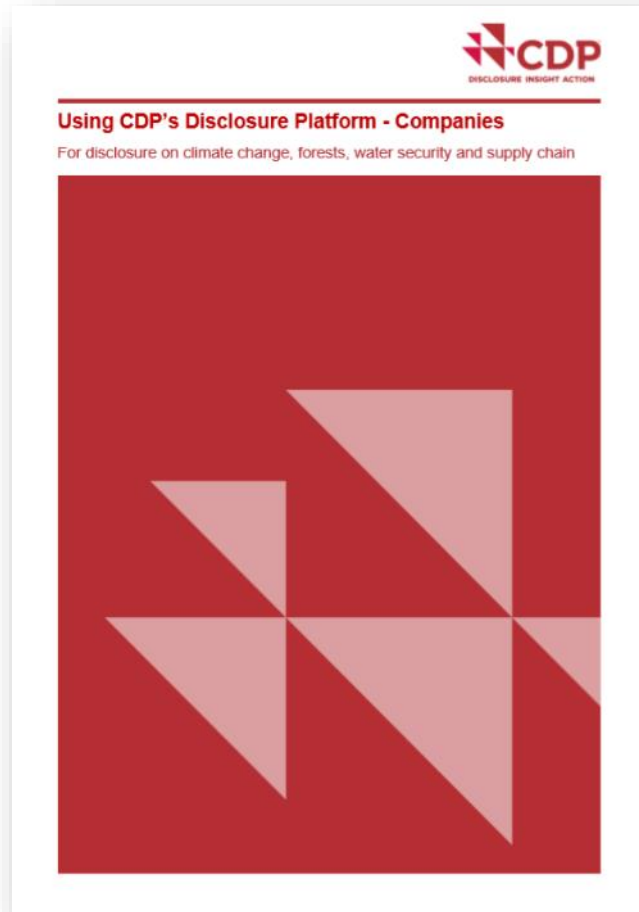 CDP
DISCLOSURE INSIGHT ACTION
Using CDP's Disclosure Platform - Companies
For disclosure on climate change, forests, water security and supply chain